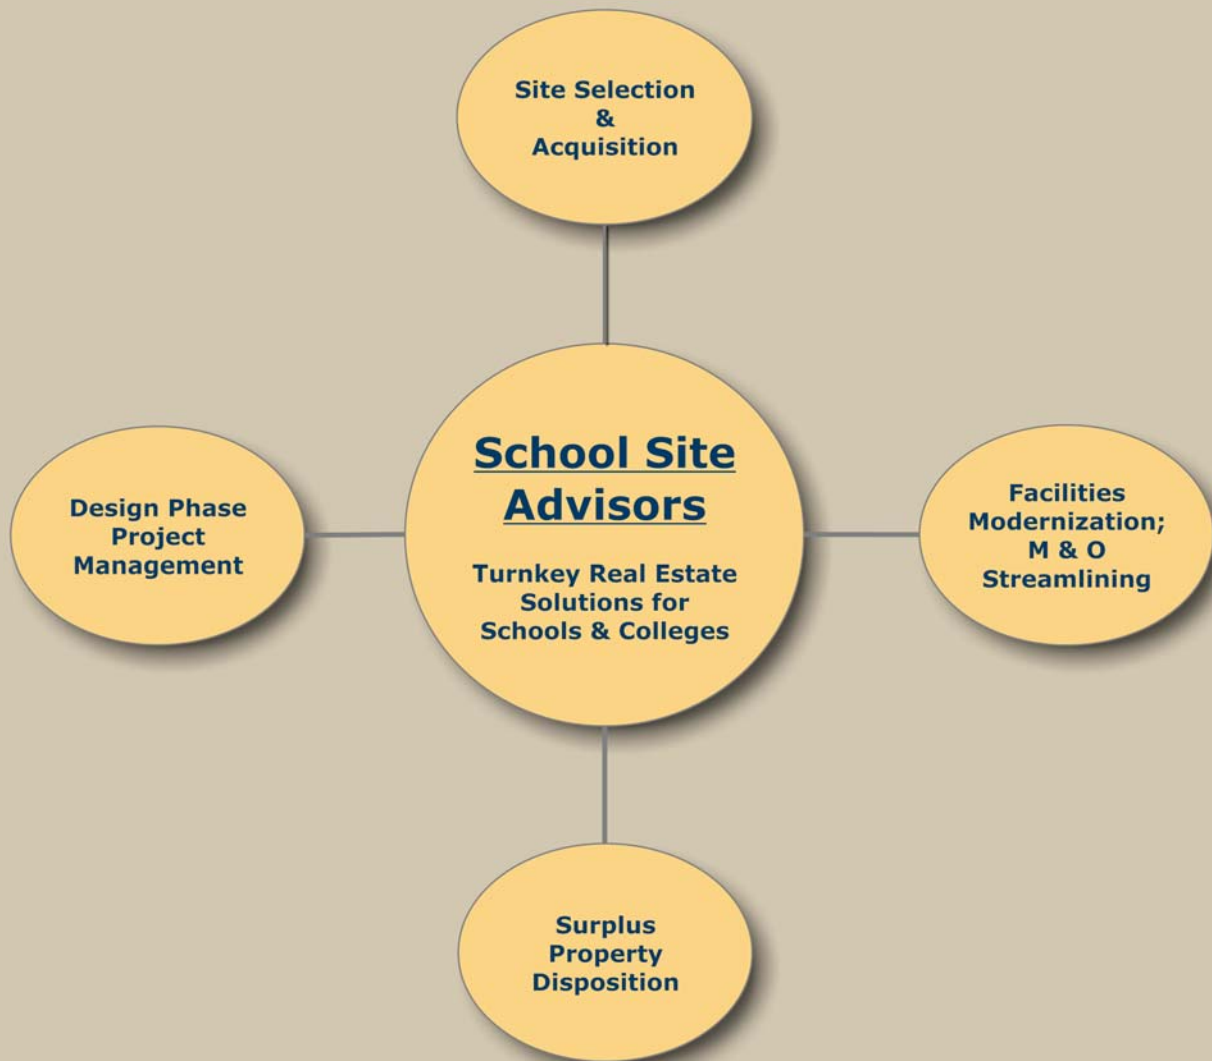 Site Selection
&
Acquisition
School Site
Advisors
Turnkey Real Estate
Solutions for
Schools & Colleges
Design Phase
Project
Management
Facilities
Modernization;
M & O
Streamlining
Surplus
Property
Disposition